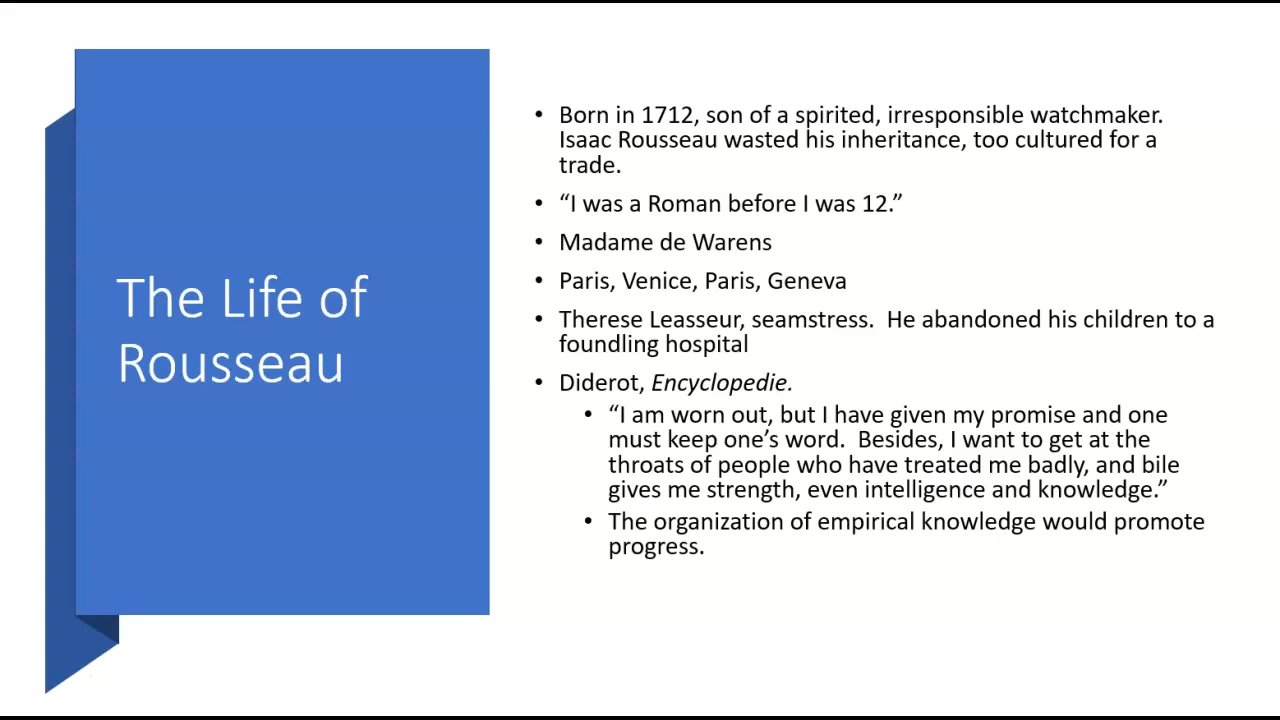 The Life of
Rousseau
• Born in 1712, son of a spirited, irresponsible watchmaker.
Isaac Rousseau wasted his inheritance, too cultured for a
trade.
• “I was a Roman before I was 12.”
• Madame de Warens
• Paris, Venice, Paris, Geneva
• Therese Leasseur, seamstress.  He abandoned his children to a
foundling hospital
• Diderot, Encyclopedie.
• “I am worn out, but I have given my promise and one
must keep one’s word.  Besides, I want to get at the
throats of people who have treated me badly, and bile
gives me strength, even intelligence and knowledge.”
• The organization of empirical knowledge would promote
progress.